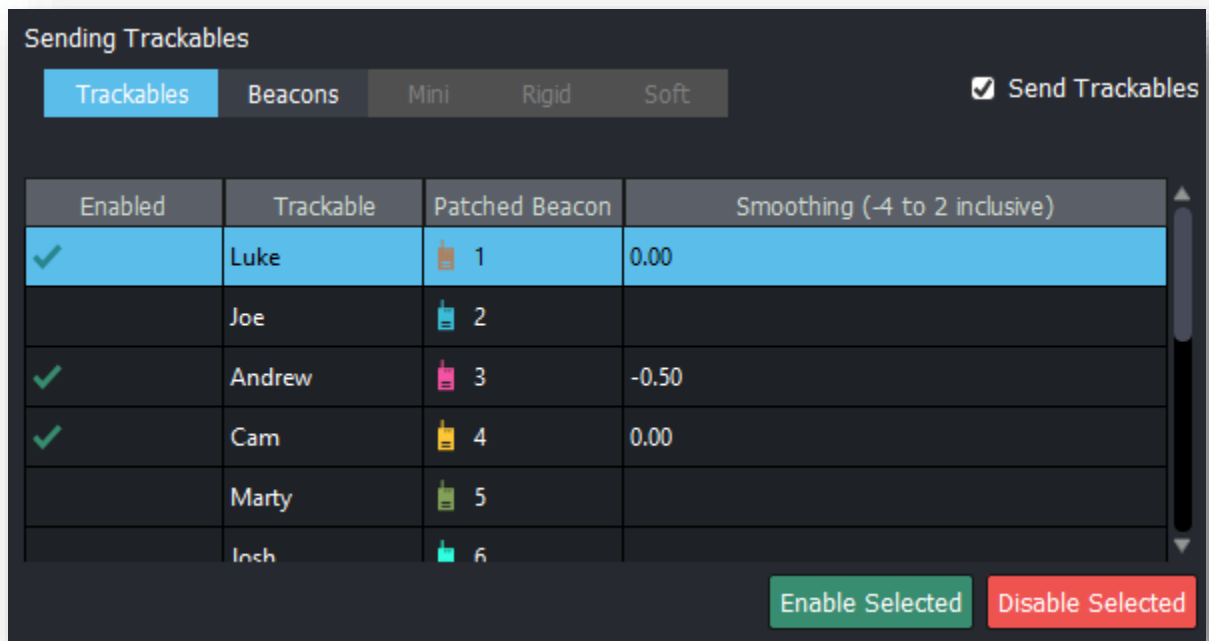 Sending Trackables
Trackables Beacons Mini Rigid Soft Send Trackables
Enabled Trackable Patched Beacon Smoothing (-4 to 2 inclusive)
Luke 1 0.00
Joe 2
Andrew 3 -0.50
Cam 4 0.00
Marty 5
Josh 6
Enable Selected Disable Selected